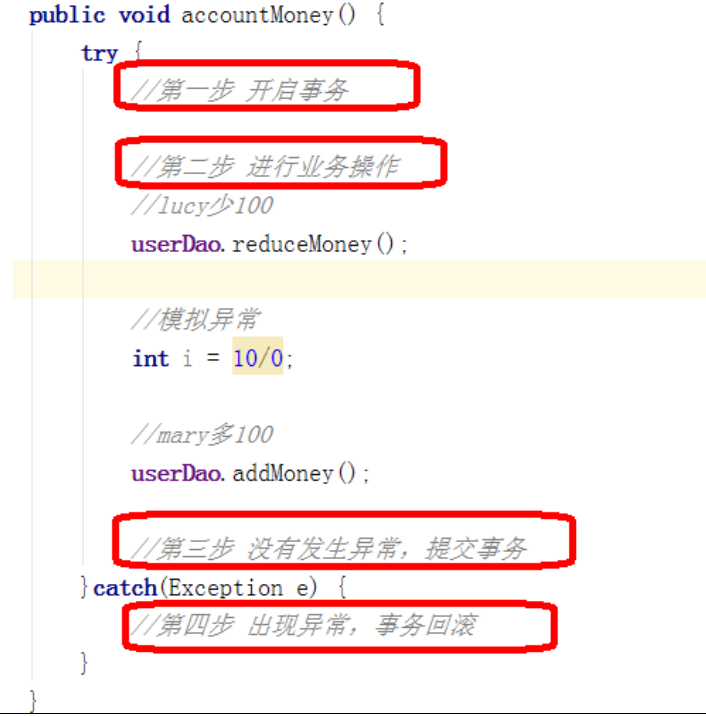 public void accountMoney() {
try {
//第一步 开启事务
//第二步 进行业务操作
//lucy少100
userDao.reduceMoney();
//模拟异常
int i = 10/0;
//mary多100
userDao.addMoney();
//第三步 没有发生异常，提交事务
}catch(Exception e) {
//第四步 出现异常，事务回滚
}
}